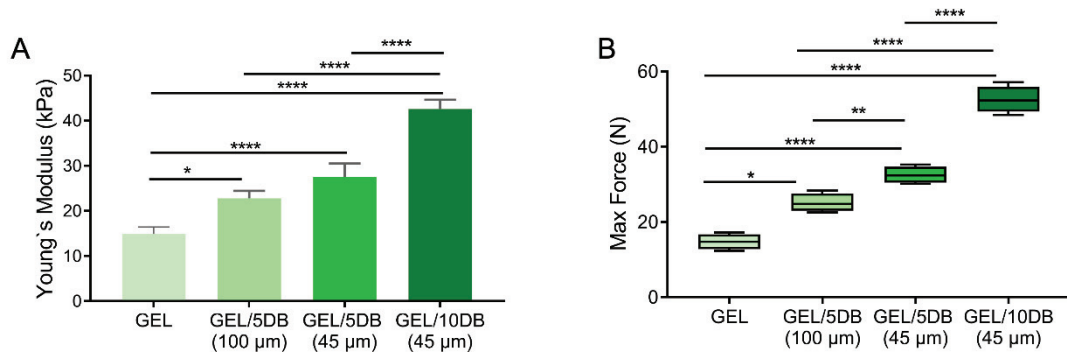 A
****
****
****
****
*
Young`s Modulus (kPa)
50
40
30
20
10
0
GEL
GEL/5DB
(100 µm)
GEL/5DB
(45 µm)
GEL/10DB
(45 µm)
B
****
****
****
**
****
*
Max Force (N)
60
40
20
0
GEL
GEL/5DB
(100 µm)
GEL/5DB
(45 µm)
GEL/10DB
(45 µm)